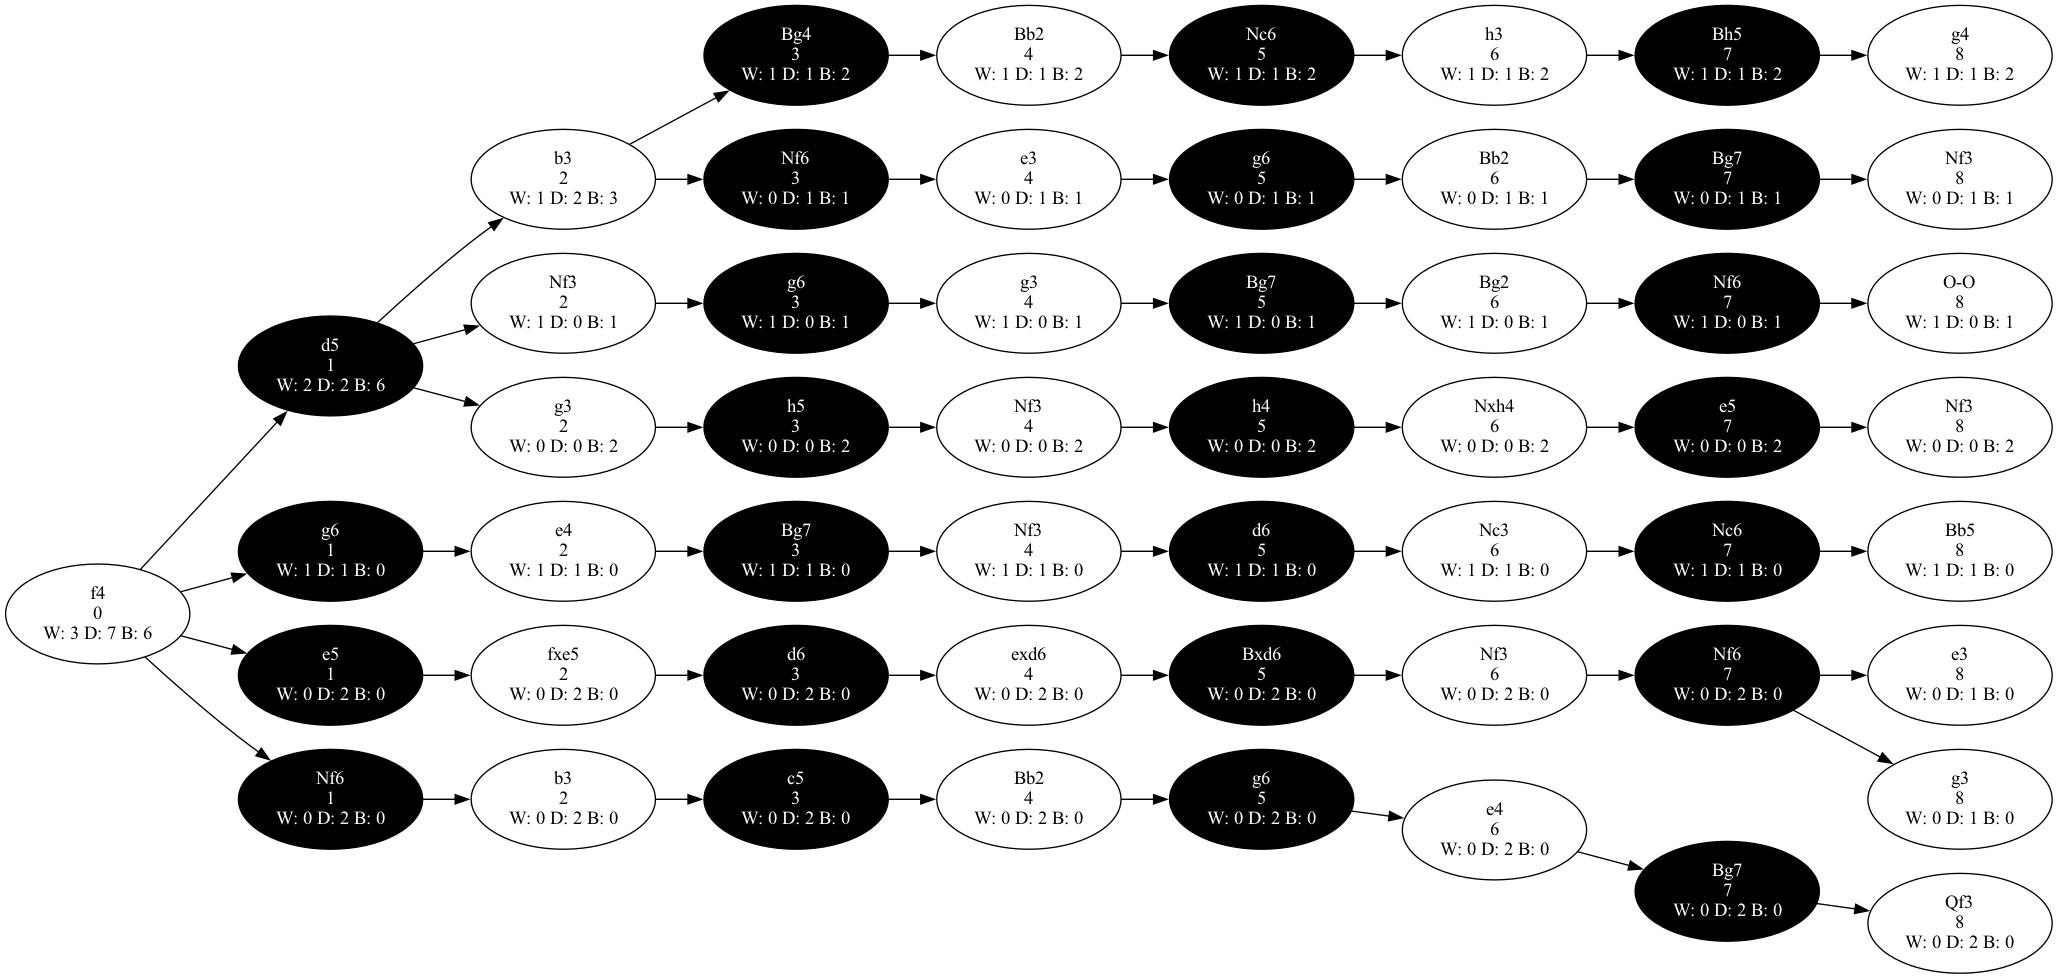 Bg4
3
W: 1 D: 1 B: 2
Bb2
4
W: 1 D: 1 B: 2
Nc6
5
W: 1 D: 1 B: 2
h3
6
W: 1 D: 1 B: 2
Bh5
7
W: 1 D: 1 B: 2
g4
8
W: 1 D: 1 B: 2
b3
2
W: 1 D: 2 B: 3
Nf6
3
W: 0 D: 1 B: 1
e3
4
W: 0 D: 1 B: 1
g6
5
W: 0 D: 1 B: 1
Bb2
6
W: 0 D: 1 B: 1
Bg7
7
W: 0 D: 1 B: 1
Nf3
8
W: 0 D: 1 B: 1
Nf3
2
W: 1 D: 0 B: 1
g6
3
W: 1 D: 0 B: 1
g3
4
W: 1 D: 0 B: 1
Bg7
5
W: 1 D: 0 B: 1
Bg2
6
W: 1 D: 0 B: 1
Nf6
7
W: 1 D: 0 B: 1
O-O
8
W: 1 D: 0 B: 1
d5
1
W: 2 D: 2 B: 6
g3
2
W: 0 D: 0 B: 2
h5
3
W: 0 D: 0 B: 2
Nf3
4
W: 0 D: 0 B: 2
h4
5
W: 0 D: 0 B: 2
Nxh4
6
W: 0 D: 0 B: 2
e5
7
W: 0 D: 0 B: 2
Nf3
8
W: 0 D: 0 B: 2
g6
1
W: 1 D: 1 B: 0
e4
2
W: 1 D: 1 B: 0
Bg7
3
W: 1 D: 1 B: 0
Nf3
4
W: 1 D: 1 B: 0
d6
5
W: 1 D: 1 B: 0
Nc3
6
W: 1 D: 1 B: 0
Nc6
7
W: 1 D: 1 B: 0
Bb5
8
W: 1 D: 1 B: 0
f4
0
W: 3 D: 7 B: 6
e5
1
W: 0 D: 2 B: 0
fxe5
2
W: 0 D: 2 B: 0
d6
3
W: 0 D: 2 B: 0
exd6
4
W: 0 D: 2 B: 0
Bxd6
5
W: 0 D: 2 B: 0
Nf3
6
W: 0 D: 2 B: 0
Nf6
7
W: 0 D: 2 B: 0
e3
8
W: 0 D: 1 B: 0
Nf6
1
W: 0 D: 2 B: 0
b3
2
W: 0 D: 2 B: 0
c5
3
W: 0 D: 2 B: 0
Bb2
4
W: 0 D: 2 B: 0
g6
5
W: 0 D: 2 B: 0
e4
6
W: 0 D: 2 B: 0
g3
8
W: 0 D: 1 B: 0
Bg7
7
W: 0 D: 2 B: 0
Qf3
8
W: 0 D: 2 B: 0